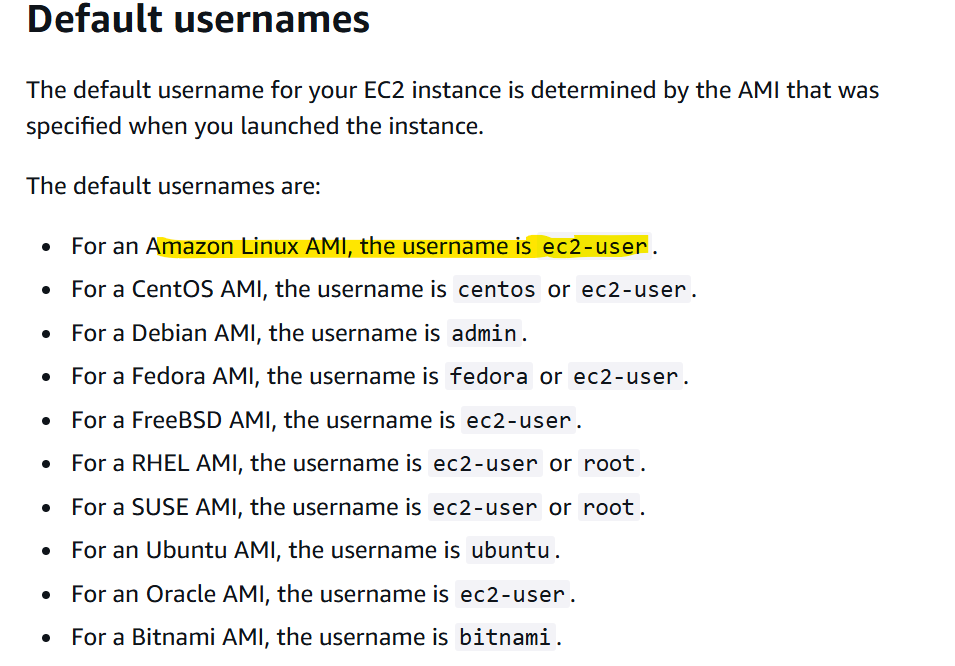 Default usernames
The default username for your EC2 instance is determined by the AMI that was
specified when you launched the instance.
The default usernames are:
• For an Amazon Linux AMI, the username is ec2-user.
• For a CentOS AMI, the username is centos or ec2-user.
• For a Debian AMI, the username is admin.
• For a Fedora AMI, the username is fedora or ec2-user.
• For a FreeBSD AMI, the username is ec2-user.
• For a RHEL AMI, the username is ec2-user or root.
• For a SUSE AMI, the username is ec2-user or root.
• For an Ubuntu AMI, the username is ubuntu.
• For an Oracle AMI, the username is ec2-user.
• For a Bitnami AMI, the username is bitnami.